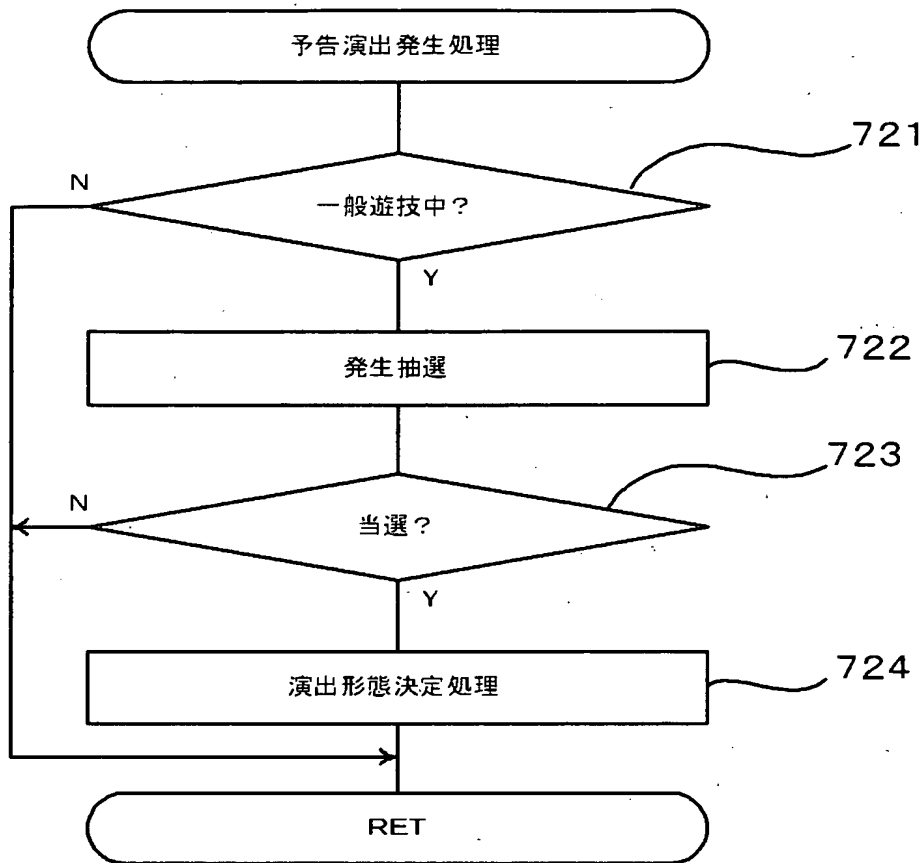 予告演出発生処理
721
N
一般遊技中？
Y
発生抽選
722
723
N
当選？
Y
演出形態決定処理
724
RET